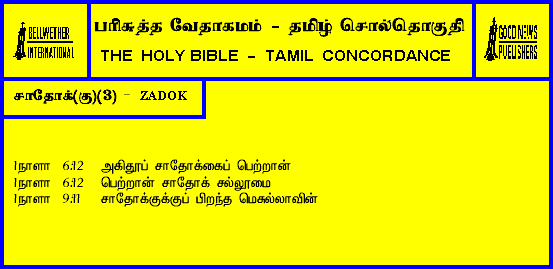 BELLWETHER
INTERNATIONAL
பரிசுத்த வேதாகமம் - தமிழ் சொல்தொகுதி
THE HOLY BIBLE - TAMIL CONCORDANCE
GOOD NEWS
PUBLISHERS
சாதோக்(கு)(3) - ZADOK
1நாளா 6:12 அகிதூப் சாதோக்கைப் பெற்றான்
1நாளா 6:12 பெற்றான் சாதோக் சல்லூமை
1நாளா 9:11 சாதோக்குக்குப் பிறந்த மெசுல்லாவின்